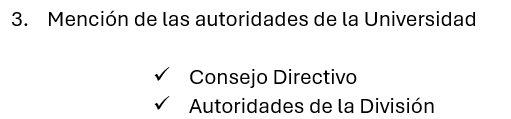 3. Mención de las autoridades de la Universidad
✓ Consejo Directivo
✓ Autoridades de la División